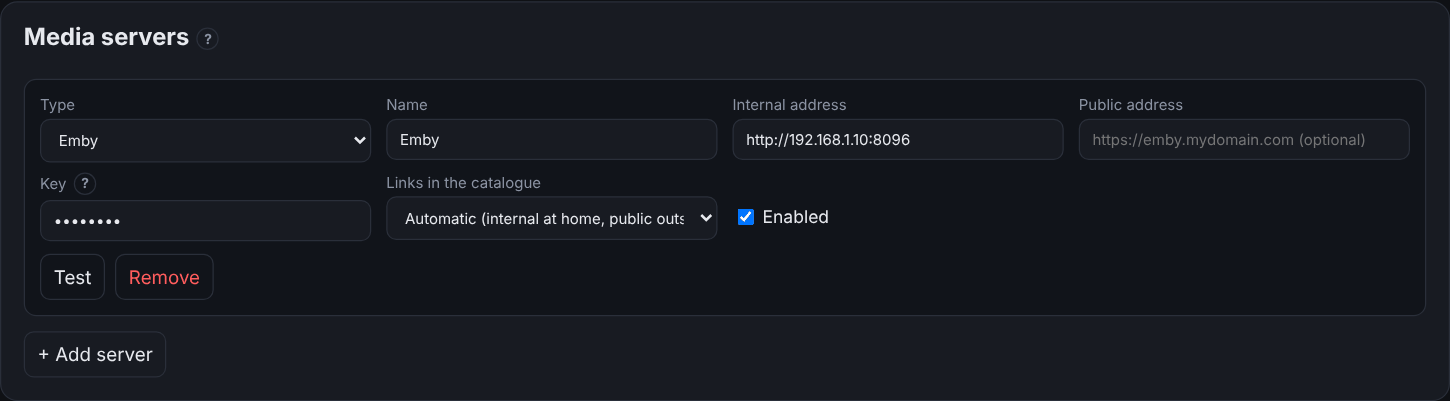 Media servers ?
Type Name Internal address Public address
Emby Emby http://192.168.1.10:8096 https://emby.mydomain.com (optional)
Key ? Links in the catalogue
•••••••• Automatic (internal at home, public outs Enabled
Test Remove
+ Add server